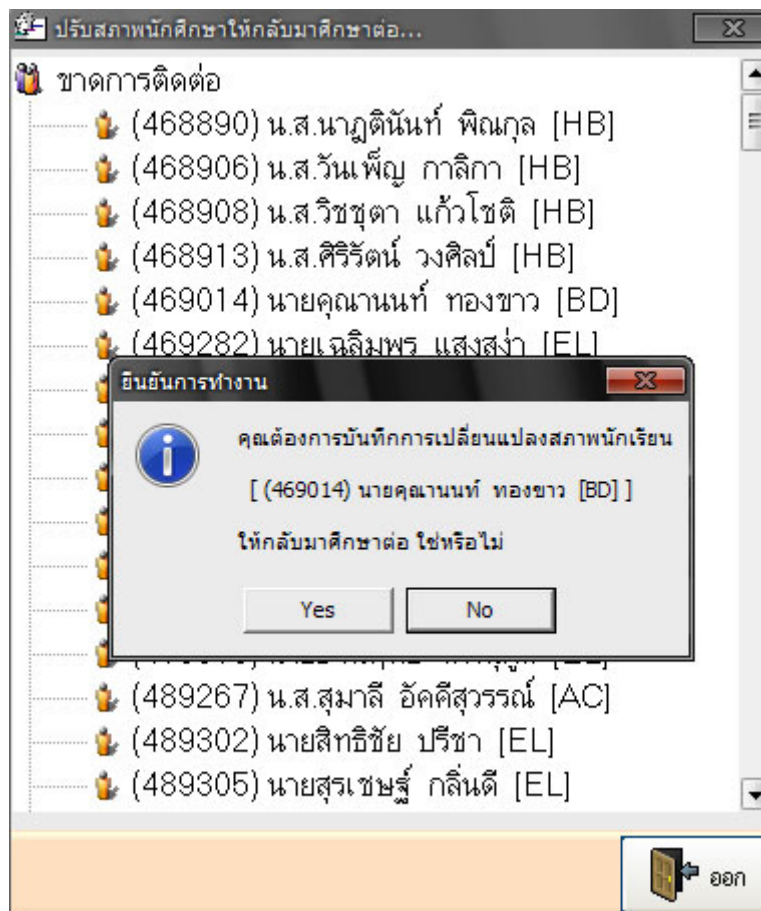 ปรับสภาพนักศึกษาให้กลับมาศึกษาต่อ...
ขาดการติดต่อ
(468890) น.ส.นาฎตินันท์ พิณกุล [HB]
(468906) น.ส.วันเพ็ญ กาลิกา [HB]
(468908) น.ส.วิชชุตา แก้วโชติ [HB]
(468913) น.ส.ศิริรัตน์ วงศิลป์ [HB]
(469014) นายคุณานนท์ ทองขาว [BD]
(469282) นายเฉลิมพร แสงสง่า [EL]
ยืนยันการทำงาน
คุณต้องการบันทึกการเปลี่ยนแปลงสภาพนักเรียน
[ (469014) นายคุณานนท์ ทองขาว [BD] ]
ให้กลับมาศึกษาต่อ ใช่หรือไม่
Yes
No
(489267) น.ส.สุมาลี อัคคีสุวรรณ์ [AC]
(489302) นายสิทธิชัย ปรีชา [EL]
(489305) นายสุรเชษฐ์ กลิ่นดี [EL]
ออก